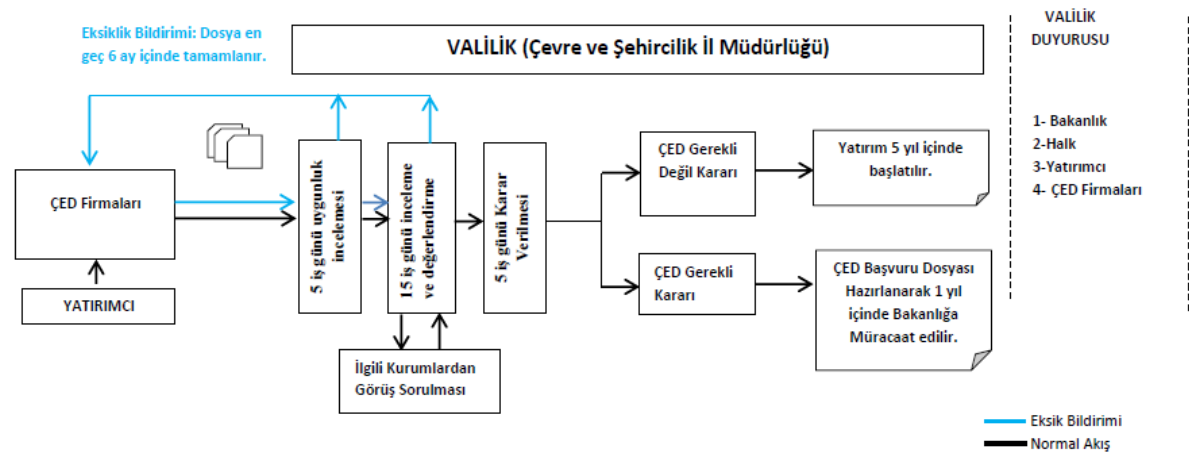 Eksiklik Bildirimi: Dosya en
geç 6 ay içinde tamamlanır.
VALİLİK (Çevre ve Şehircilik İl Müdürlüğü)
VALİLİK
DUYURUSU
1- Bakanlık
2-Halk
3-Yatırımcı
4- ÇED Firmaları
ÇED Firmaları
YATIRIMCI
5 iş günü uygunluk
incelemesi
15 iş günü inceleme
ve değerlendirme
5 iş günü Karar
Verilmesi
İlgili Kurumlardan
Görüş Sorulması
ÇED Gerekli
Değil Kararı
Yatırım 5 yıl içinde
başlatılır.
ÇED Gerekli
Kararı
ÇED Başvuru Dosyası
Hazırlanarak 1 yıl
içinde Bakanlığa
Müracaat edilir.
Eksik Bildirimi
Normal Akış